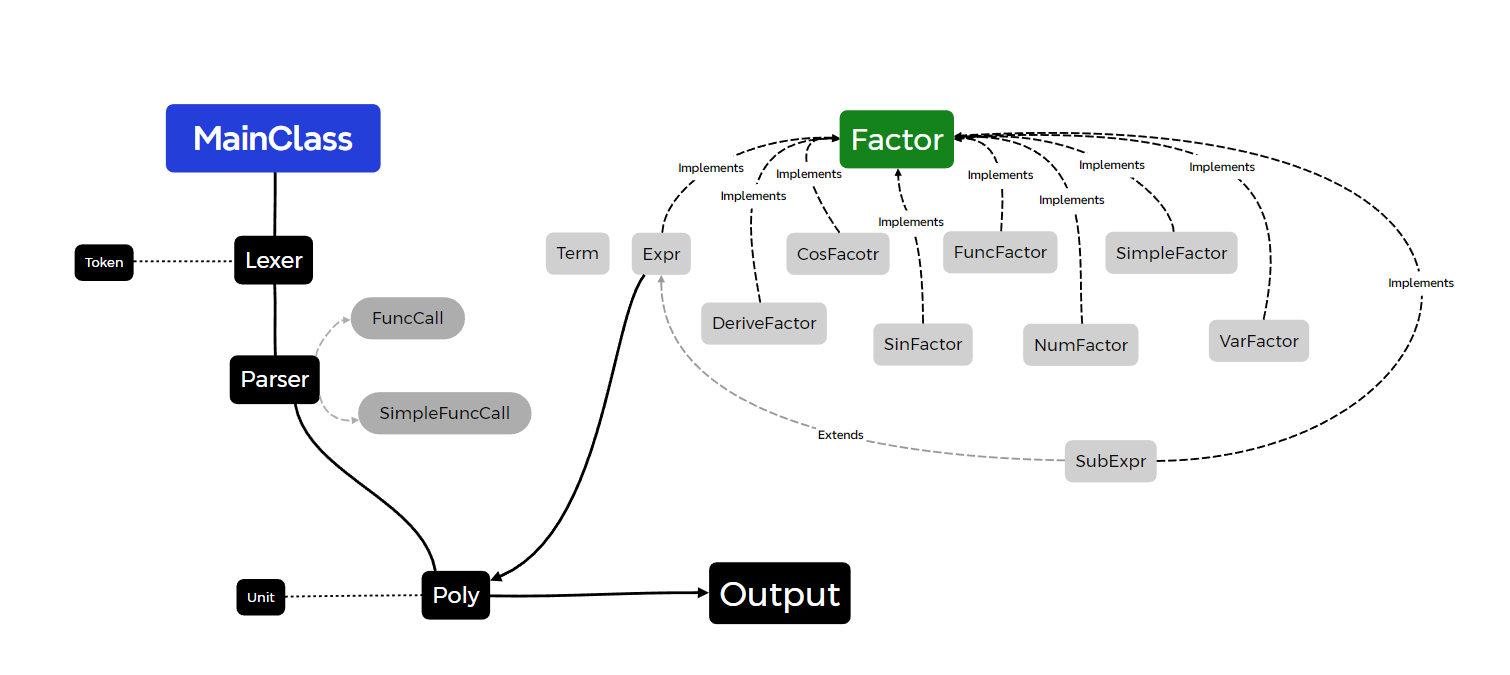 MainClass
Factor
Implements
Implements
Implements
Implements
Implements
Implements
Implements
Implements
Implements
Term
Expr
CosFacotr
FuncFactor
SimpleFactor
Token
Lexer
Implements
DeriveFactor
SinFactor
NumFactor
VarFactor
FuncCall
Parser
SimpleFuncCall
Extends
SubExpr
Unit
Poly
Output